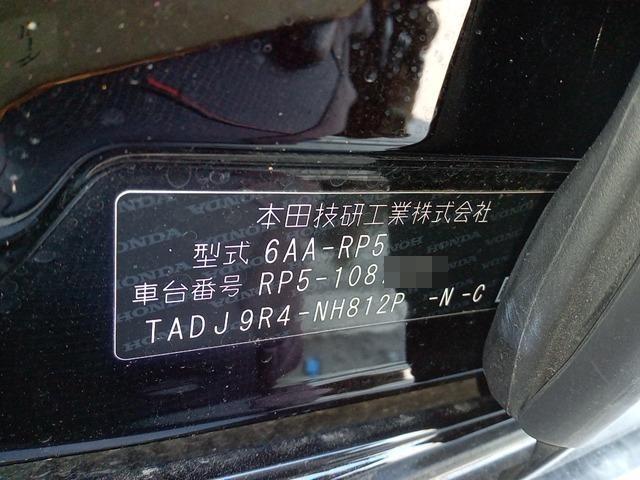 本田技研工業株式会社
型式 6AA-RP5
車台番号 RP5-108
TADJ9R4-NH812P -N -C